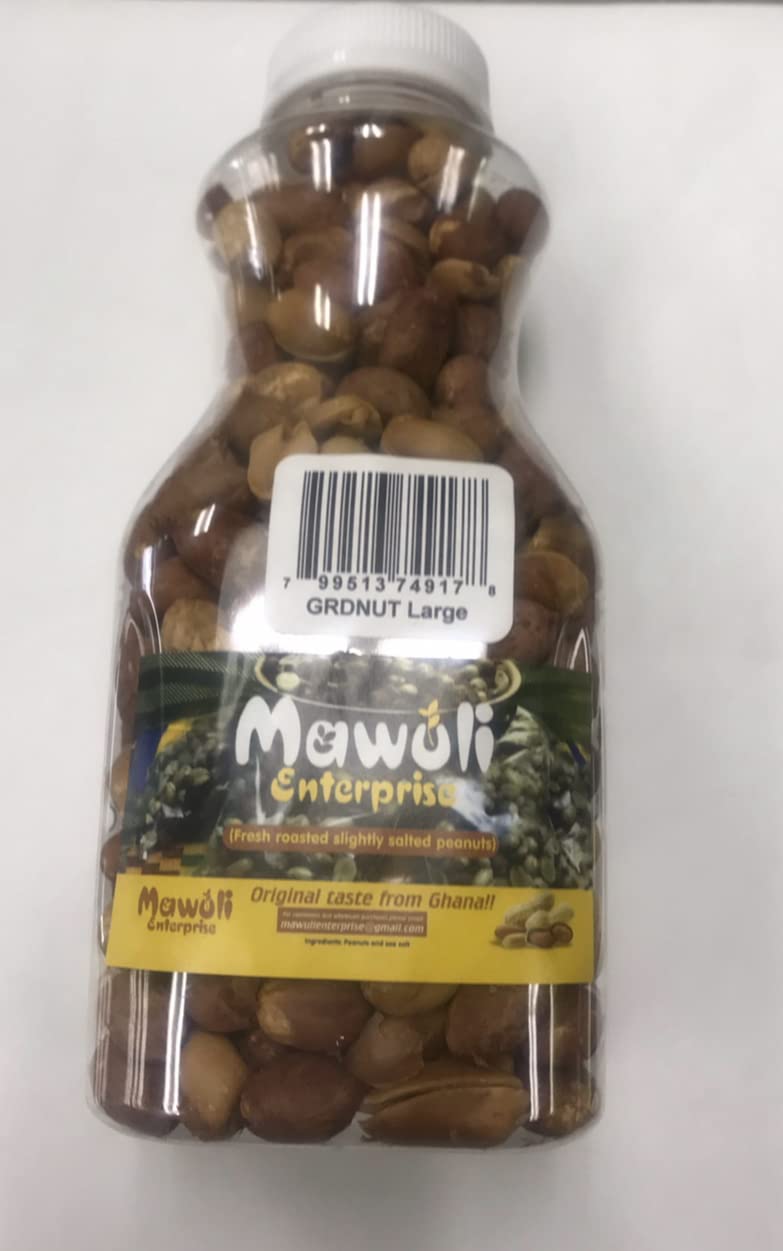 7 99513 74917 8
GRDNUT Large
Mawuli
Enterprise
(Fresh roasted slightly salted peanuts)
Mawuli
Enterprise
Original taste from Ghana!!
mawulienterprise@gmail.com
Ingredients: Peanuts and sea salt